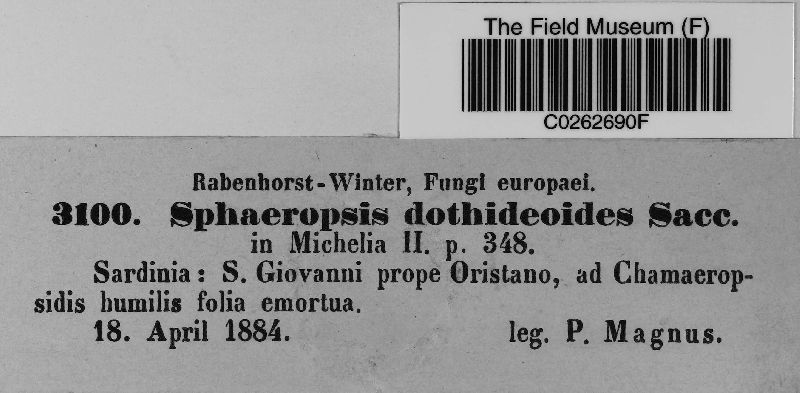 The Field Museum (F)
C0262690F
Rabenhorst-Winter, Fungi europaei.
3100. Sphaeropsis dothideoides Sacc.
in Michelia II. p. 348.
Sardinia: S. Giovanni prope Oristano, ad Chamaerop-
sidis humilis folia emortua.
18. April 1884. leg. P. Magnus.